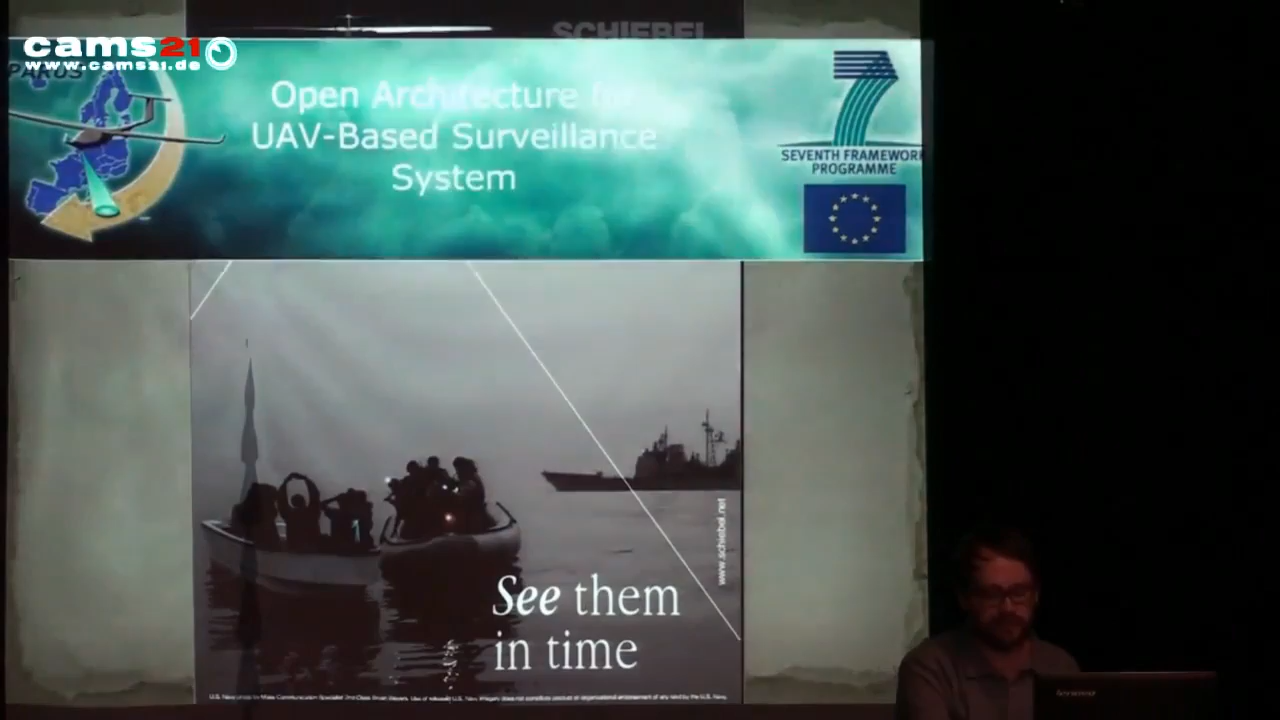 SCHIEBEL
cams21
www.cams21.de
Open Architecture for
UAV-Based Surveillance
System
SEVENTH FRAMEWORK
PROGRAMME
www.schiebel.net
See them
in time
lenovo